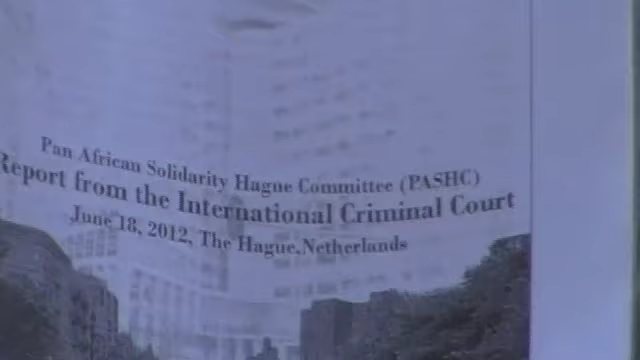 Pan African Solidarity Hague Committee (PASHC)
Report from the International Criminal Court
June 18, 2012, The Hague,Netherlands